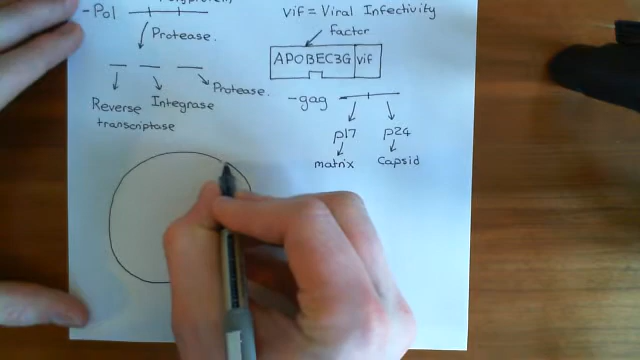 -Pol
Protease.
Reverse transcriptase
Integrase
Protease.
vif = Viral Infectivity
factor
APOBEC3G vif
-gag
p17
p24
matrix
Capsid